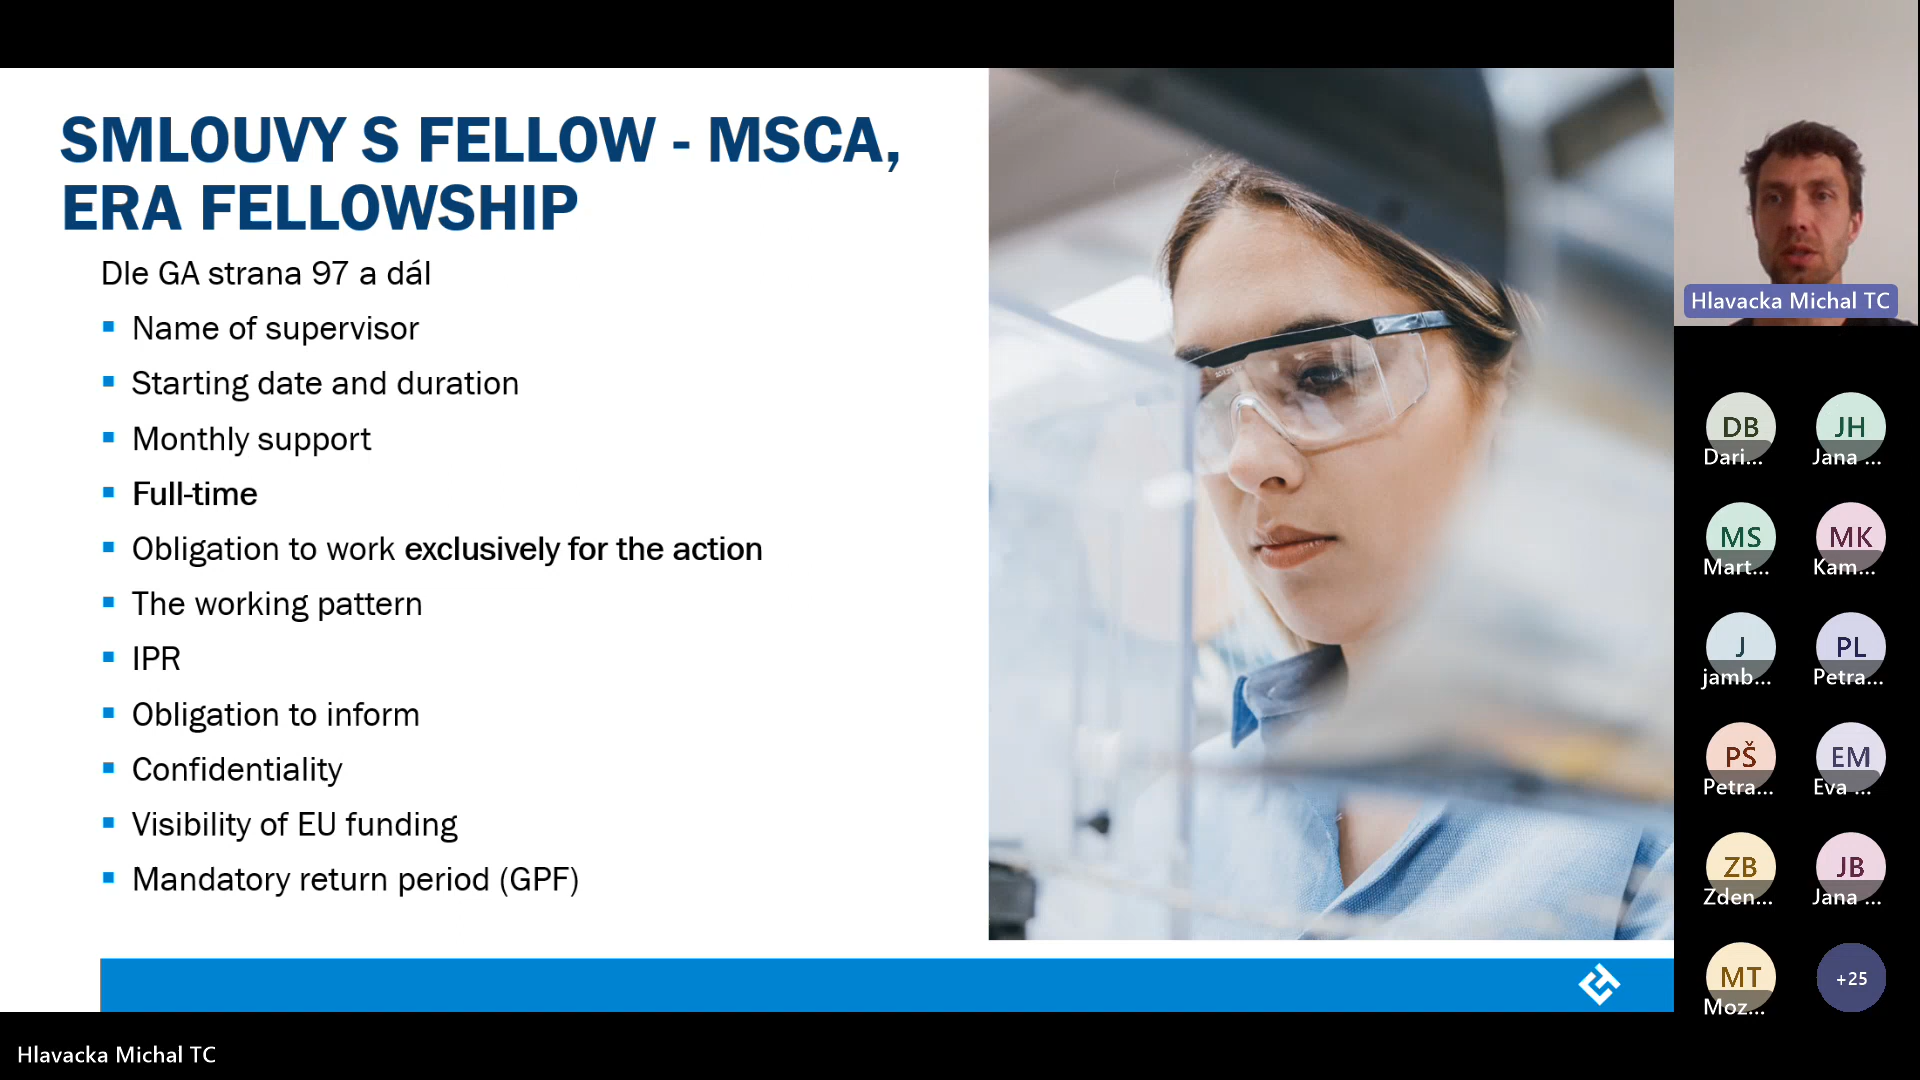 SMLOUVY S FELLOW - MSCA,
ERA FELLOWSHIP
Dle GA strana 97 a dál
Name of supervisor
Starting date and duration
Monthly support
Full-time
Obligation to work exclusively for the action
The working pattern
IPR
Obligation to inform
Confidentiality
Visibility of EU funding
Mandatory return period (GPF)
Hlavacka Michal TC
DB
Dari...
JH
Jana ...
MS
Mart...
MK
Kam...
J
jamb...
PL
Petra...
PŠ
Petra...
EM
Eva ...
ZB
Zden...
JB
Jana ...
MT
Moz...
+25
Hlavacka Michal TC